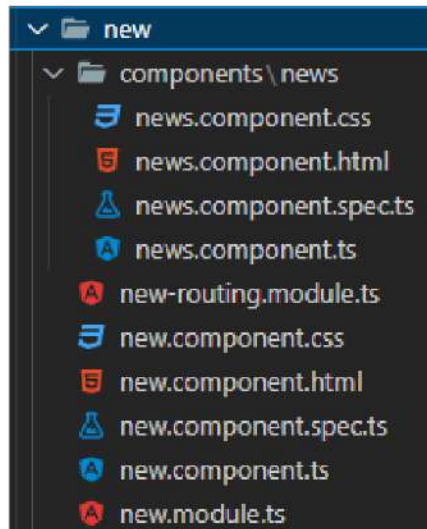 new
components\news
news.component.css
news.component.html
news.component.spec.ts
news.component.ts
new-routing.module.ts
new.component.css
new.component.html
new.component.spec.ts
new.component.ts
new.module.ts